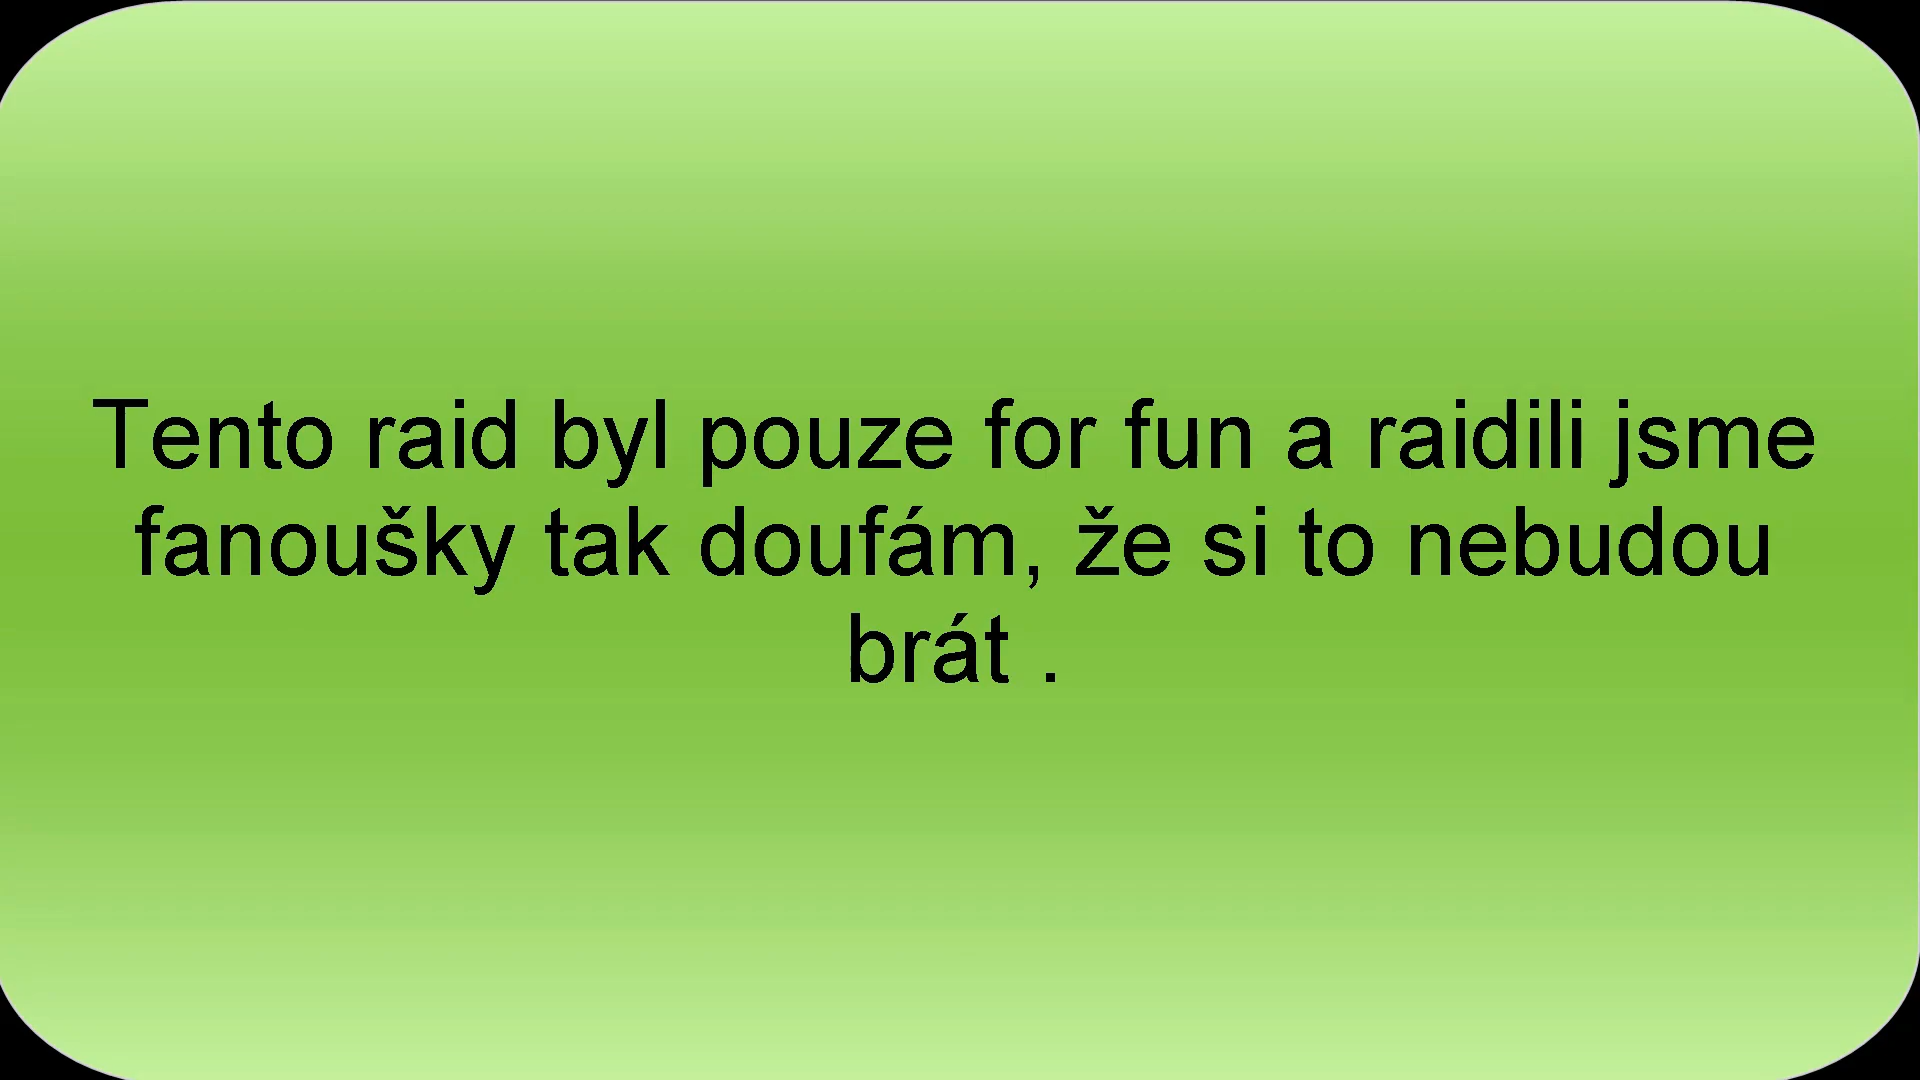 Tento raid byl pouze for fun a raidili jsme
fanoušky tak doufám, že si to nebudou
brát .